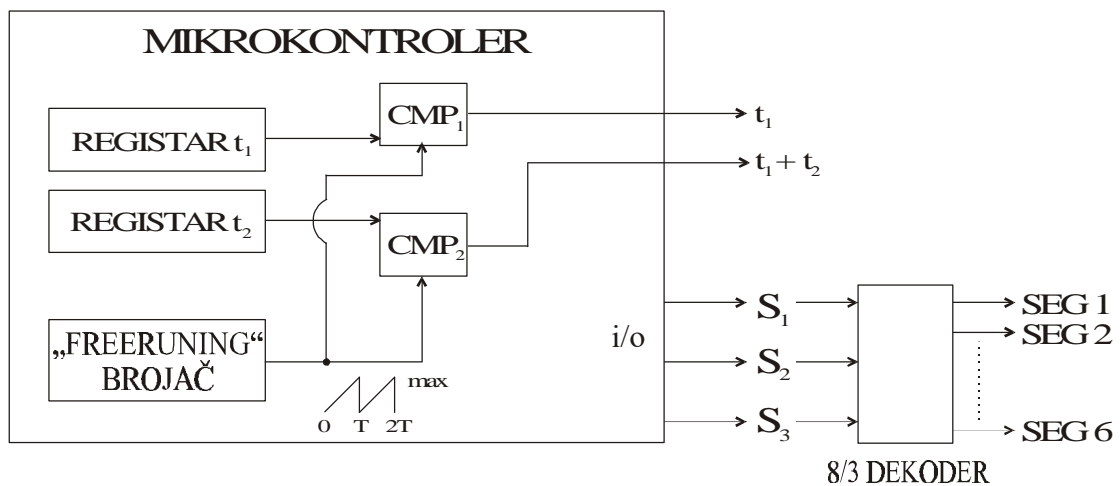 MIKROKONTROLER
REGISTAR t₁
CMP₁
t₁
t₁ + t₂
REGISTAR t₂
CMP₂
„FREERUNING“
BROJAČ
max
0 T 2T
i/o
S₁
S₂
S₃
SEG 1
SEG 2
SEG 6
8/3 DEKODER